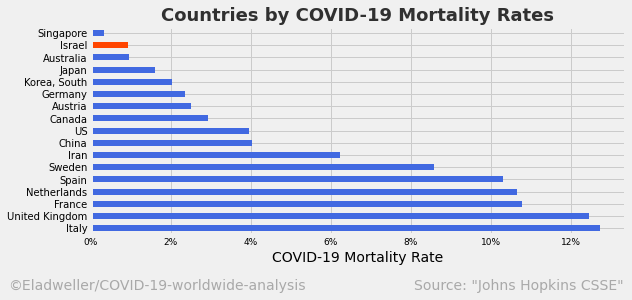 Countries by COVID-19 Mortality Rates
Singapore
Israel
Australia
Japan
Korea, South
Germany
Austria
Canada
US
China
Iran
Sweden
Spain
Netherlands
France
United Kingdom
Italy
0% 2% 4% 6% 8% 10% 12%
COVID-19 Mortality Rate
©Eladweller/COVID-19-worldwide-analysis Source: "Johns Hopkins CSSE"